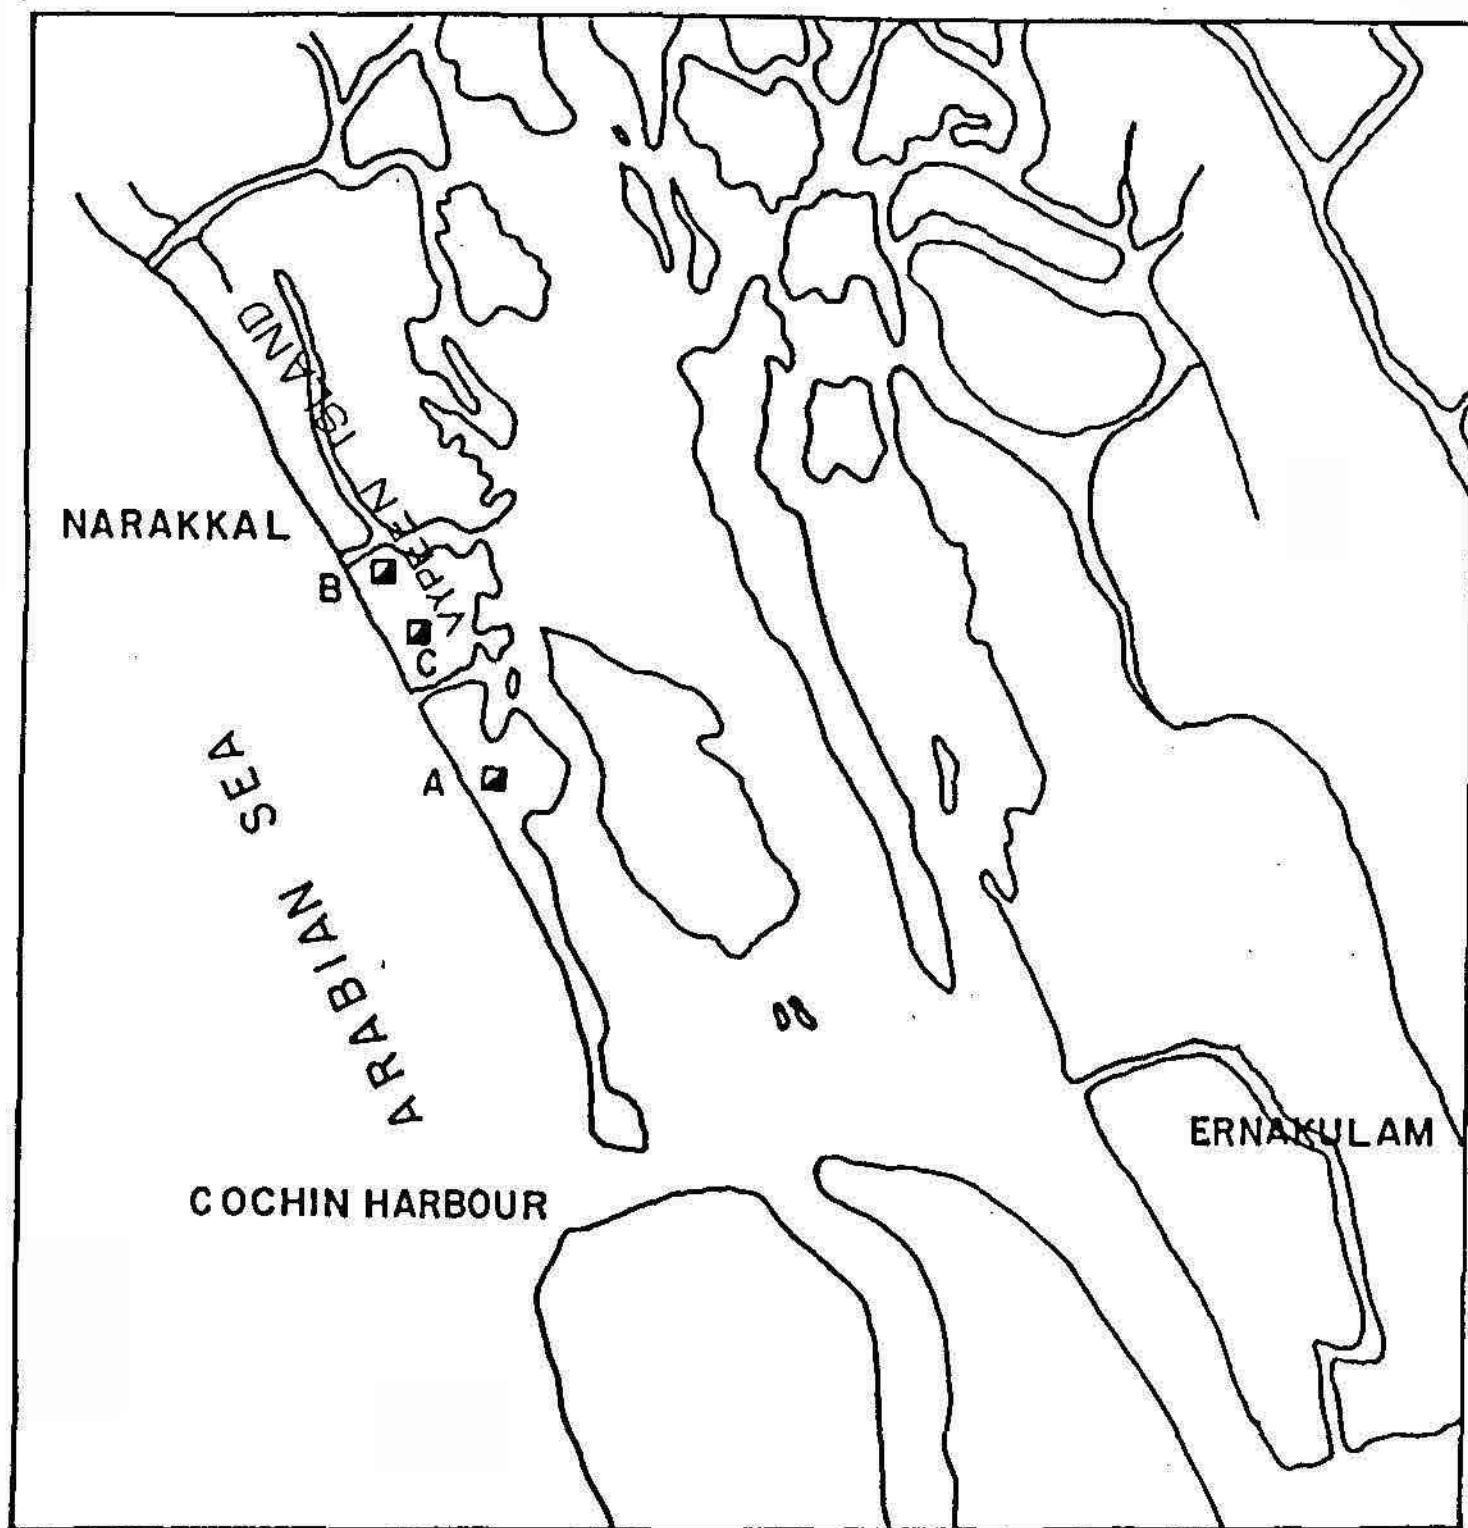 VYPEEN ISLAND
NARAKKAL
B
C
A
ARABIAN SEA
ERNAKULAM
COCHIN HARBOUR